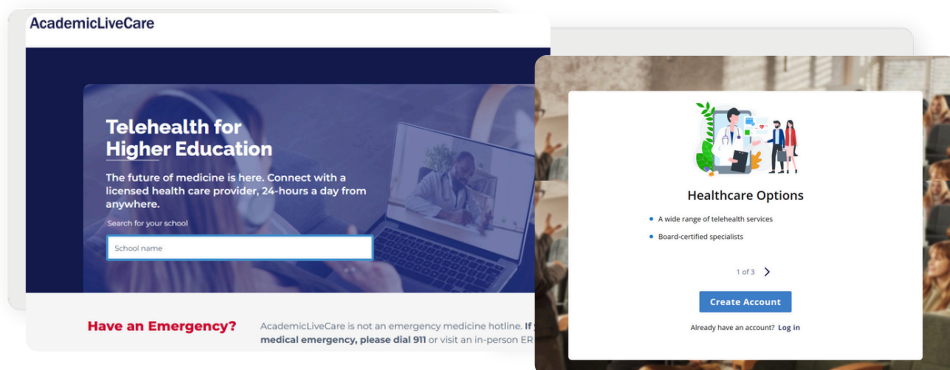 AcademicLiveCare
Telehealth for
Higher Education
The future of medicine is here. Connect with a
licensed health care provider, 24-hours a day from
anywhere.
Search for your school
School name
Have an Emergency?
AcademicLiveCare is not an emergency medicine hotline. If
medical emergency, please dial 911 or visit an in-person ER
Healthcare Options
A wide range of telehealth services
Board-certified specialists
1 of 3
Create Account
Already have an account? Log in